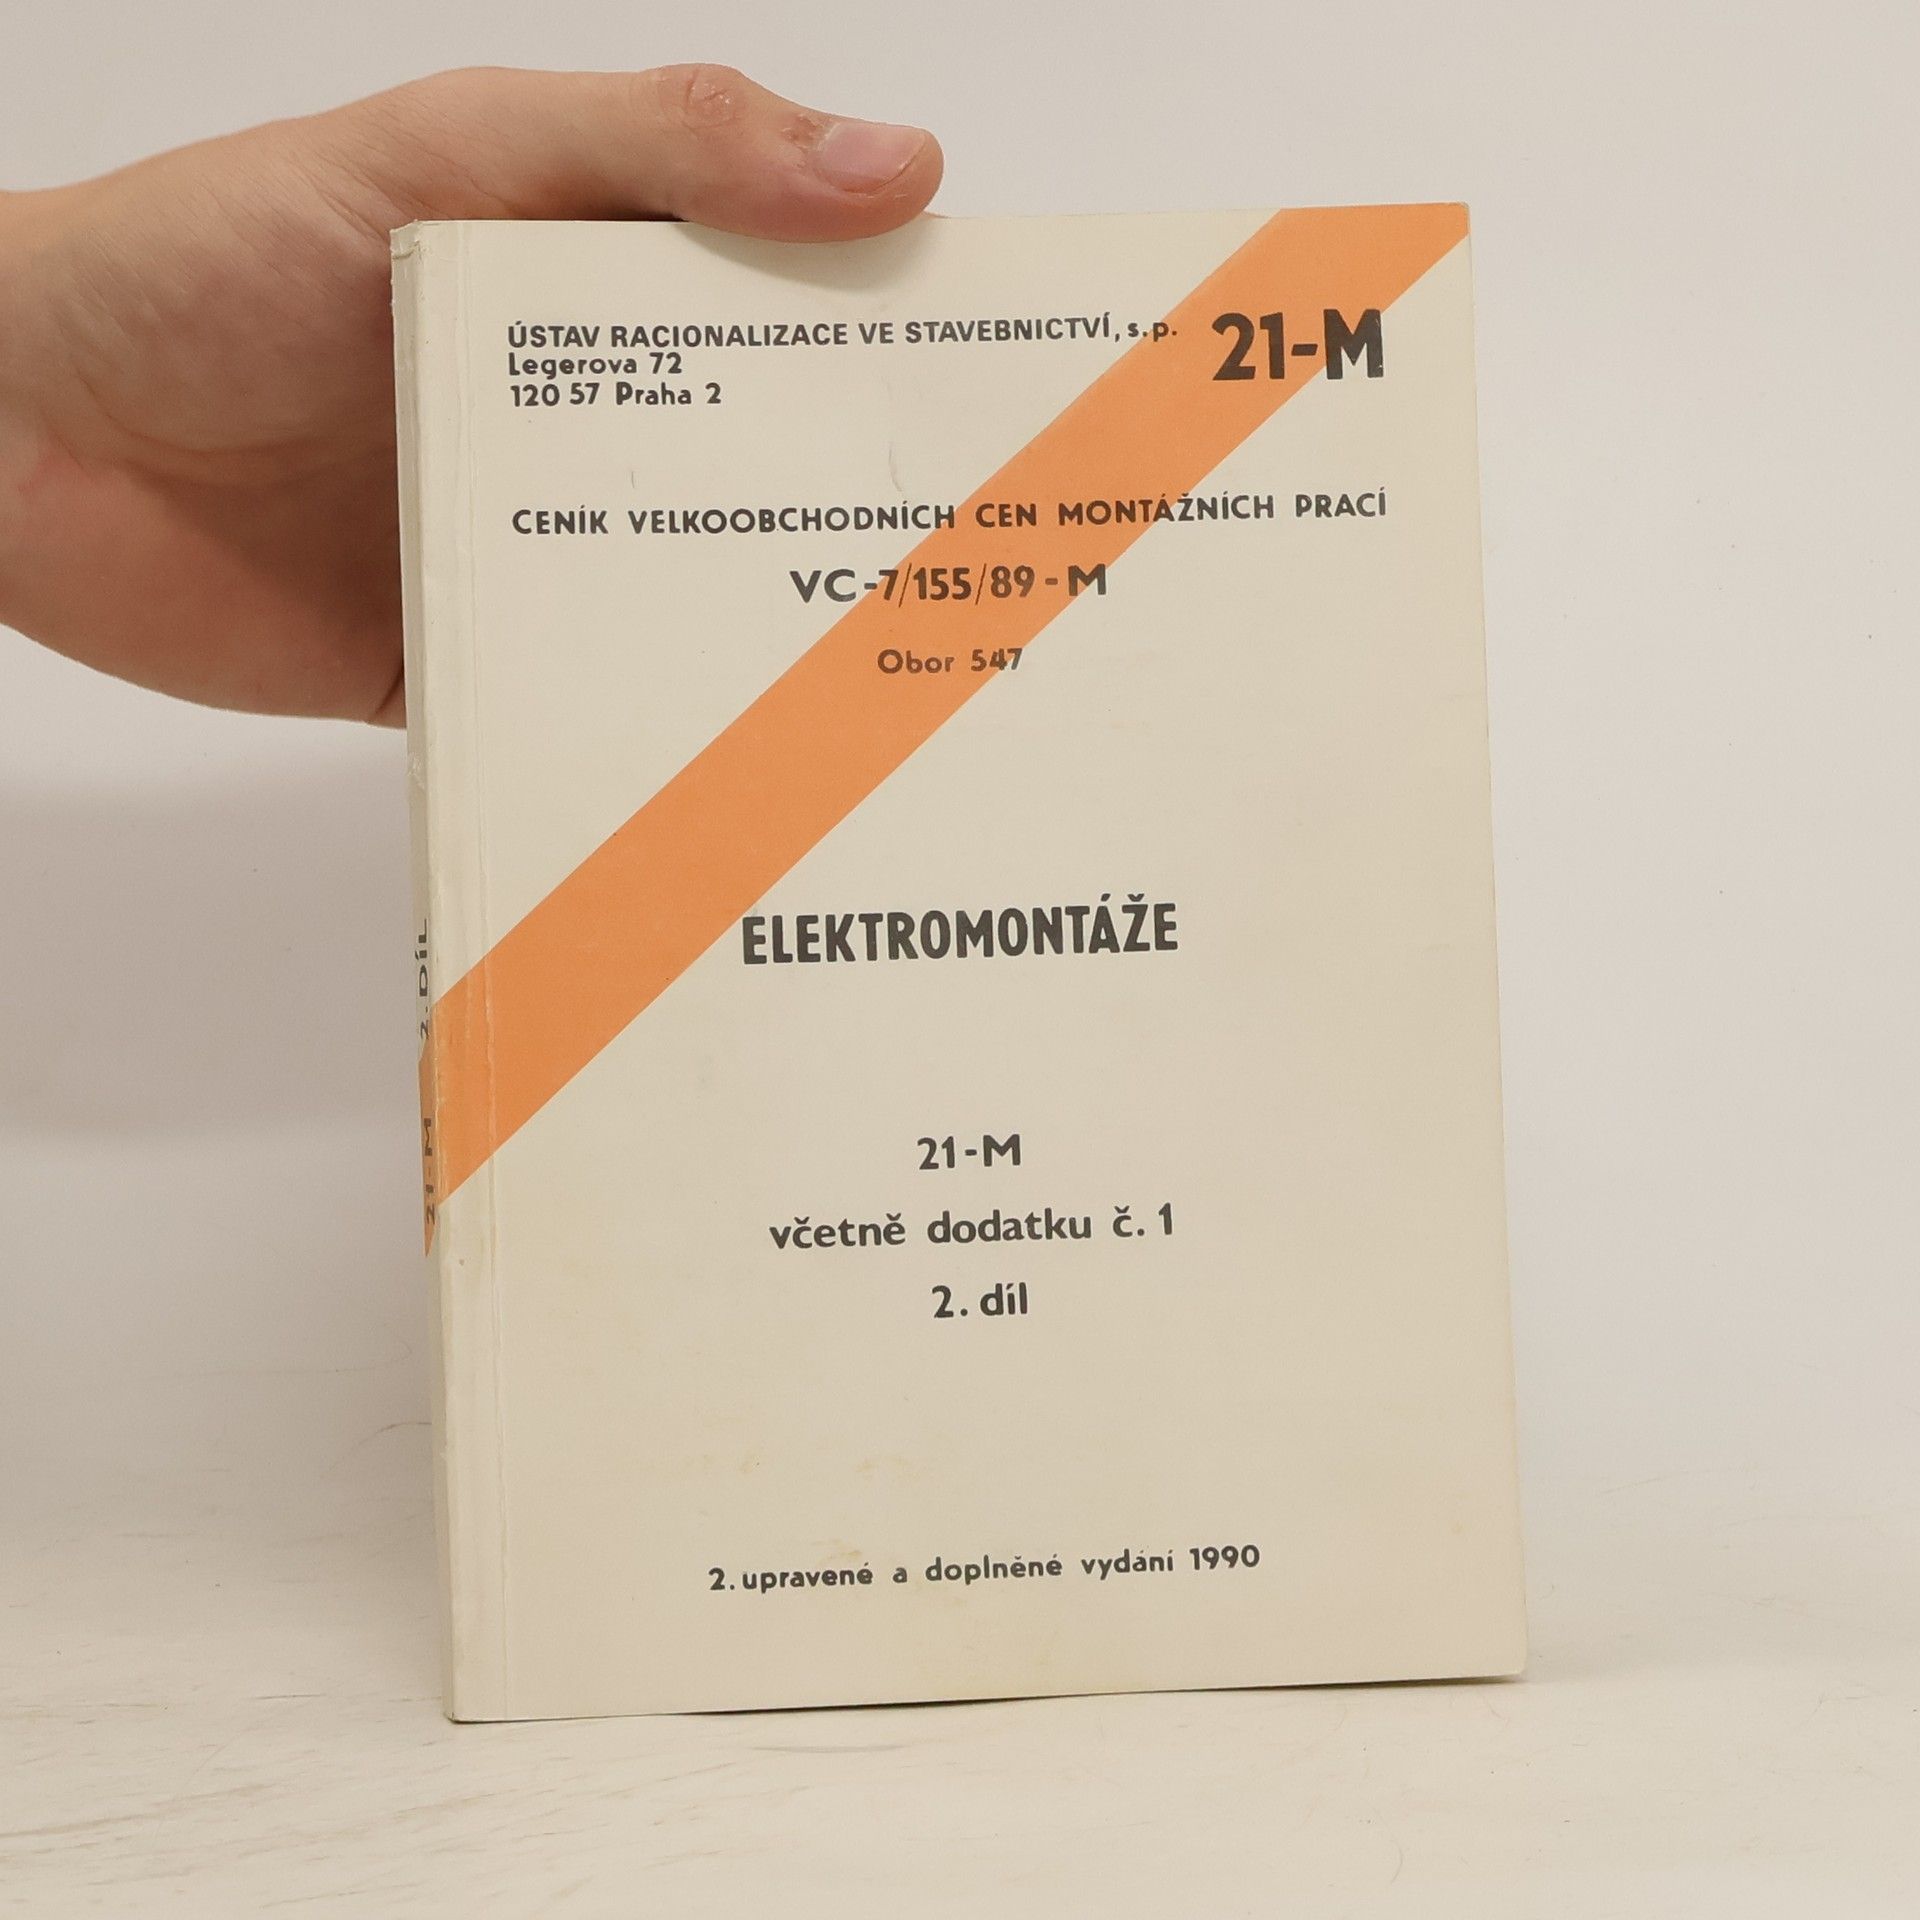 ÚSTAV RACIONALIZACE VE STAVEBNICTVÍ, s.p.
Legerova 72
120 57 Praha 2
21-M
CENÍK VELKOOBCHODNÍCH CEN MONTÁŽNÍCH PRACÍ
VC-7/155/89-M
Obor 547
ELEKTROMONTÁŽE
21-M
včetně dodatku č. 1
2. díl
2. upravené a doplněné vydání 1990
21-M 2. DÍL